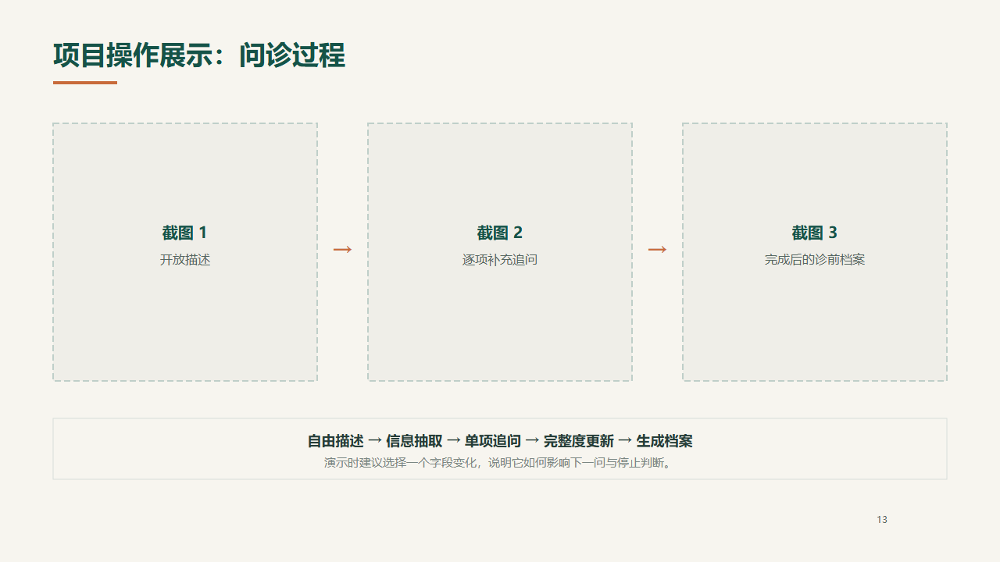 项目操作展示：问诊过程
截图 1
开放描述
→
截图 2
逐项补充追问
→
截图 3
完成后的诊前档案
自由描述 → 信息抽取 → 单项追问 → 完整度更新 → 生成档案
演示时建议选择一个字段变化，说明它如何影响下一问与停止判断。
13